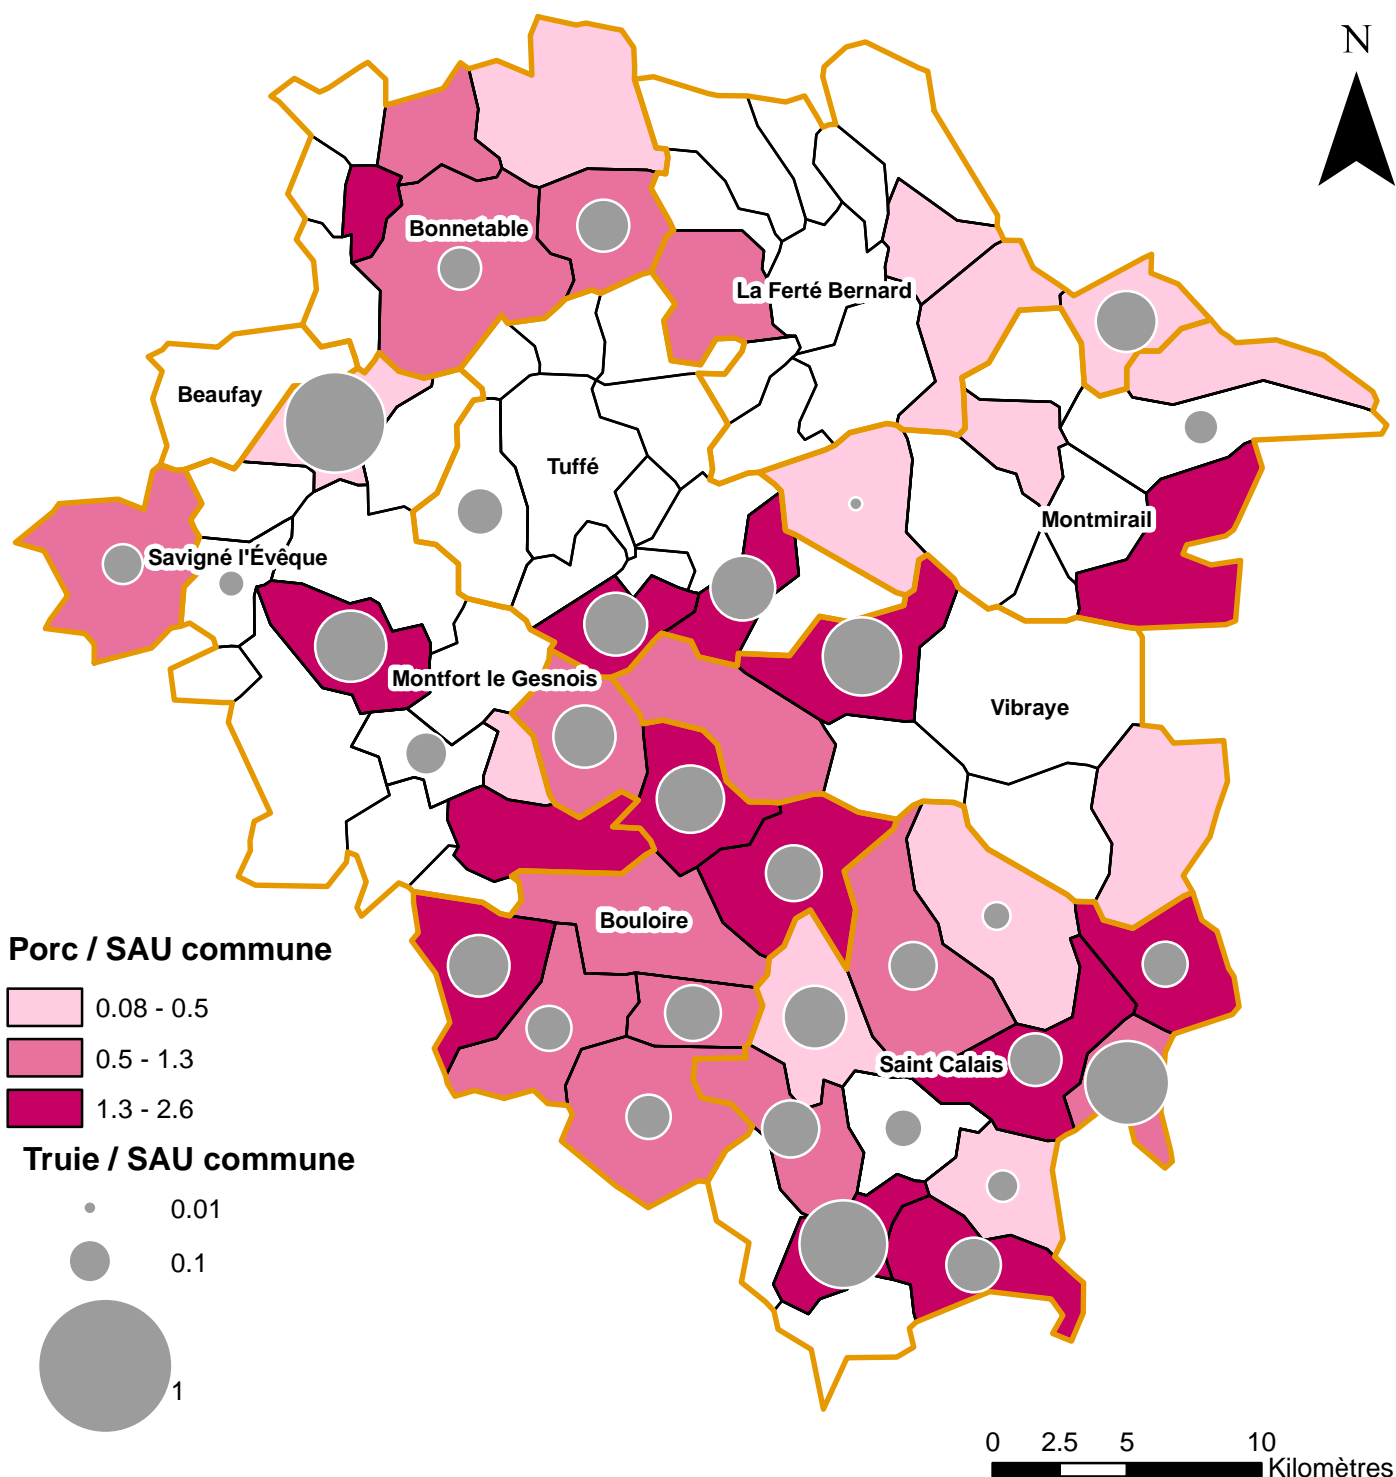 N
Bonnetable
La Ferté Bernard
Beaufay
Tuffé
Montmirail
Savigné l'Évêque
Montfort le Gesnois
Vibraye
Bouloire
Saint Calais
Porc / SAU commune
0.08 - 0.5
0.5 - 1.3
1.3 - 2.6
Truie / SAU commune
0.01
0.1
1
0 2.5 5 10
Kilomètres